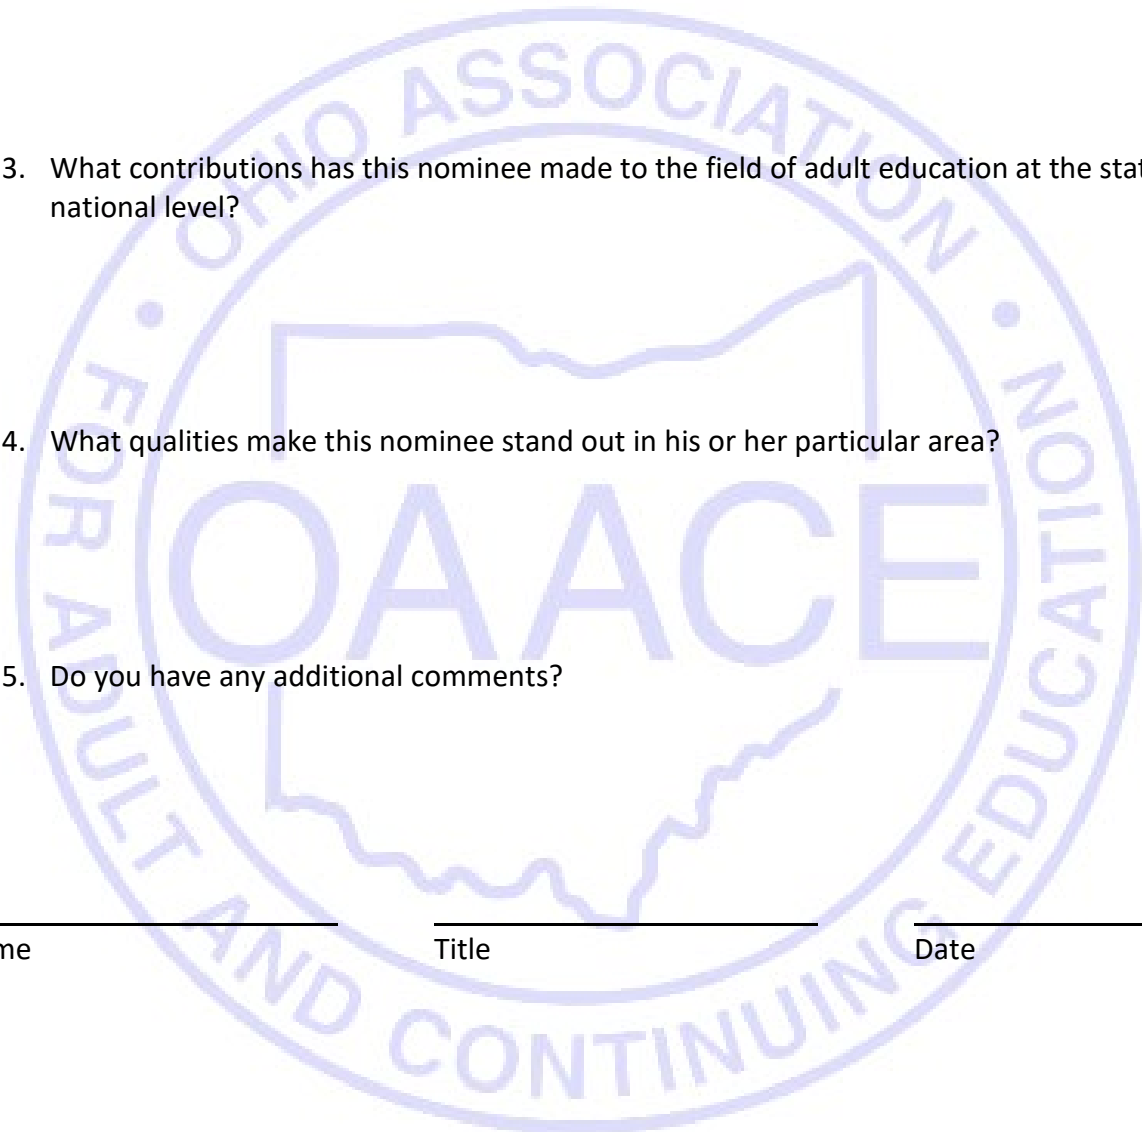 OHIO ASSOCIATION
FOR ADULT AND CONTINUING EDUCATION
3. What contributions has this nominee made to the field of adult education at the
national level?
4. What qualities make this nominee stand out in his or her particular area?
OAACE
5. Do you have any additional comments?
Title Date